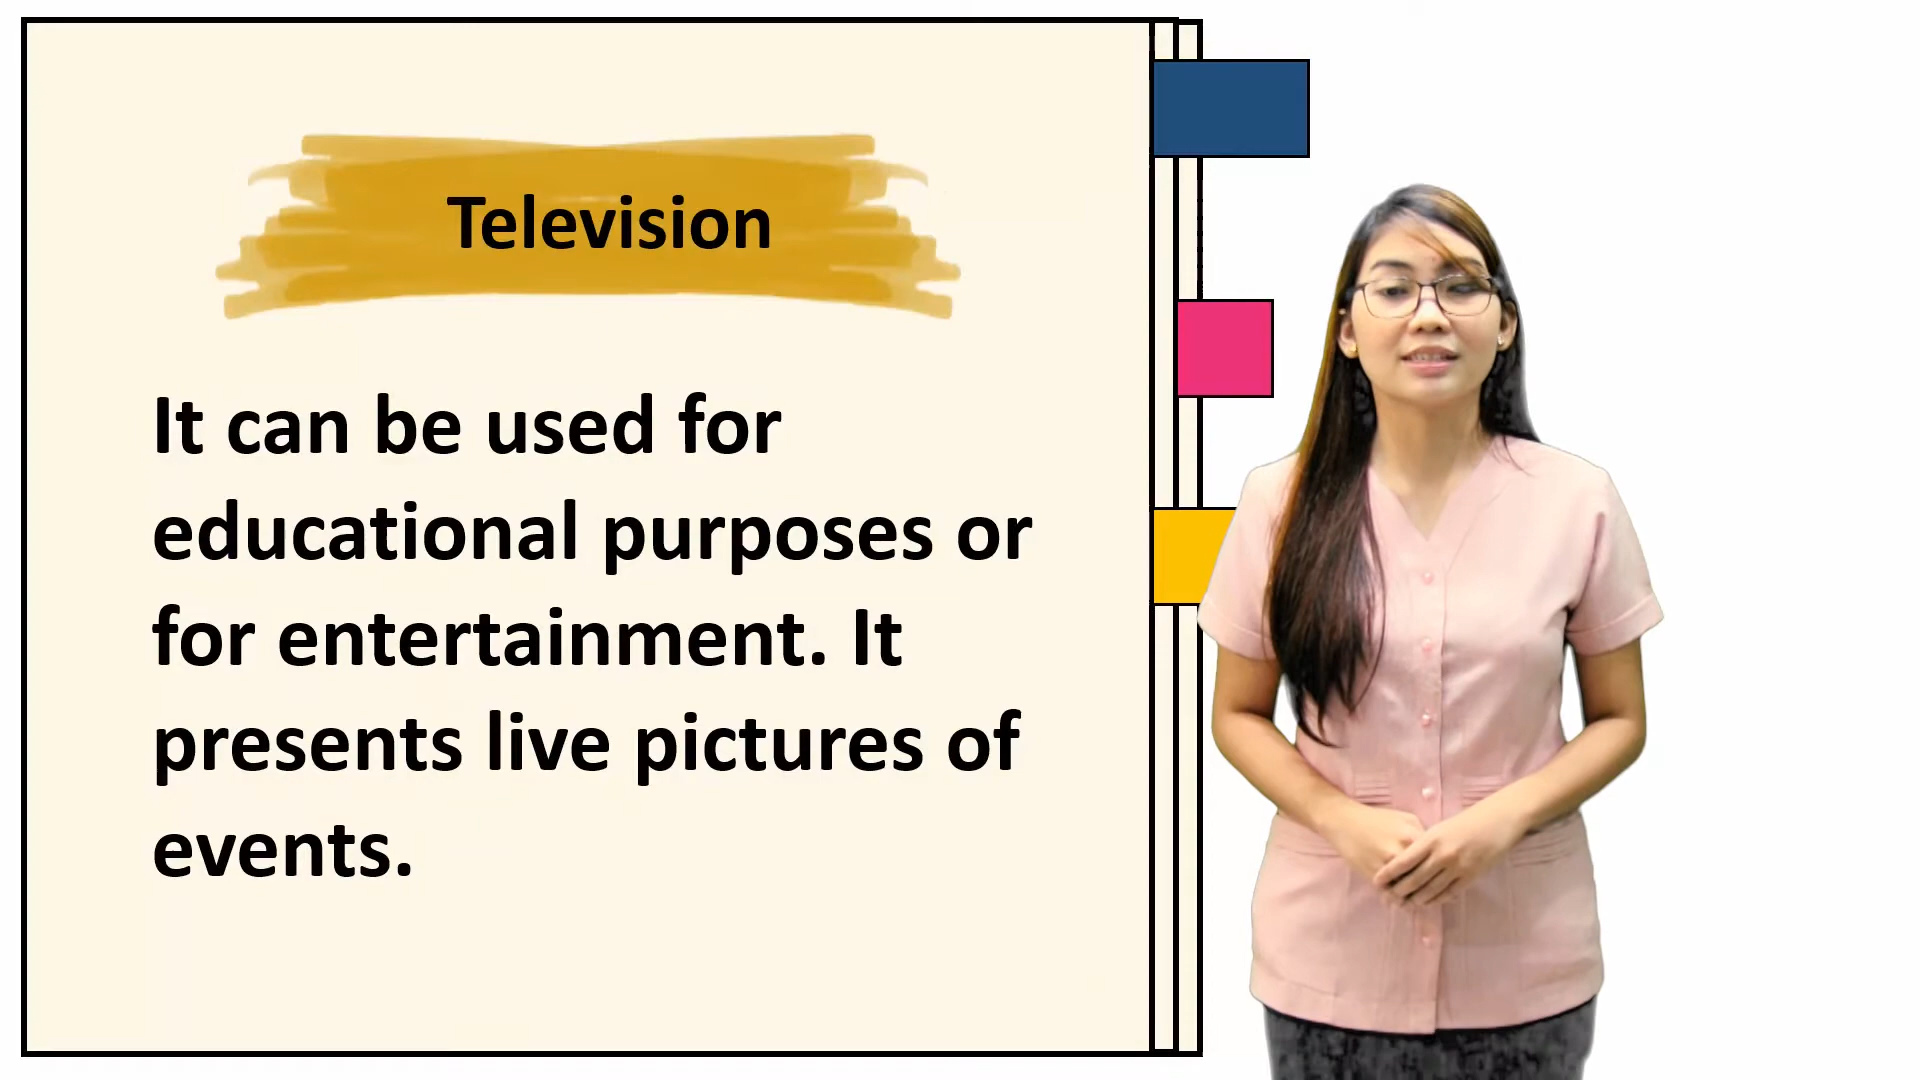 Television
It can be used for
educational purposes or
for entertainment. It
presents live pictures of
events.